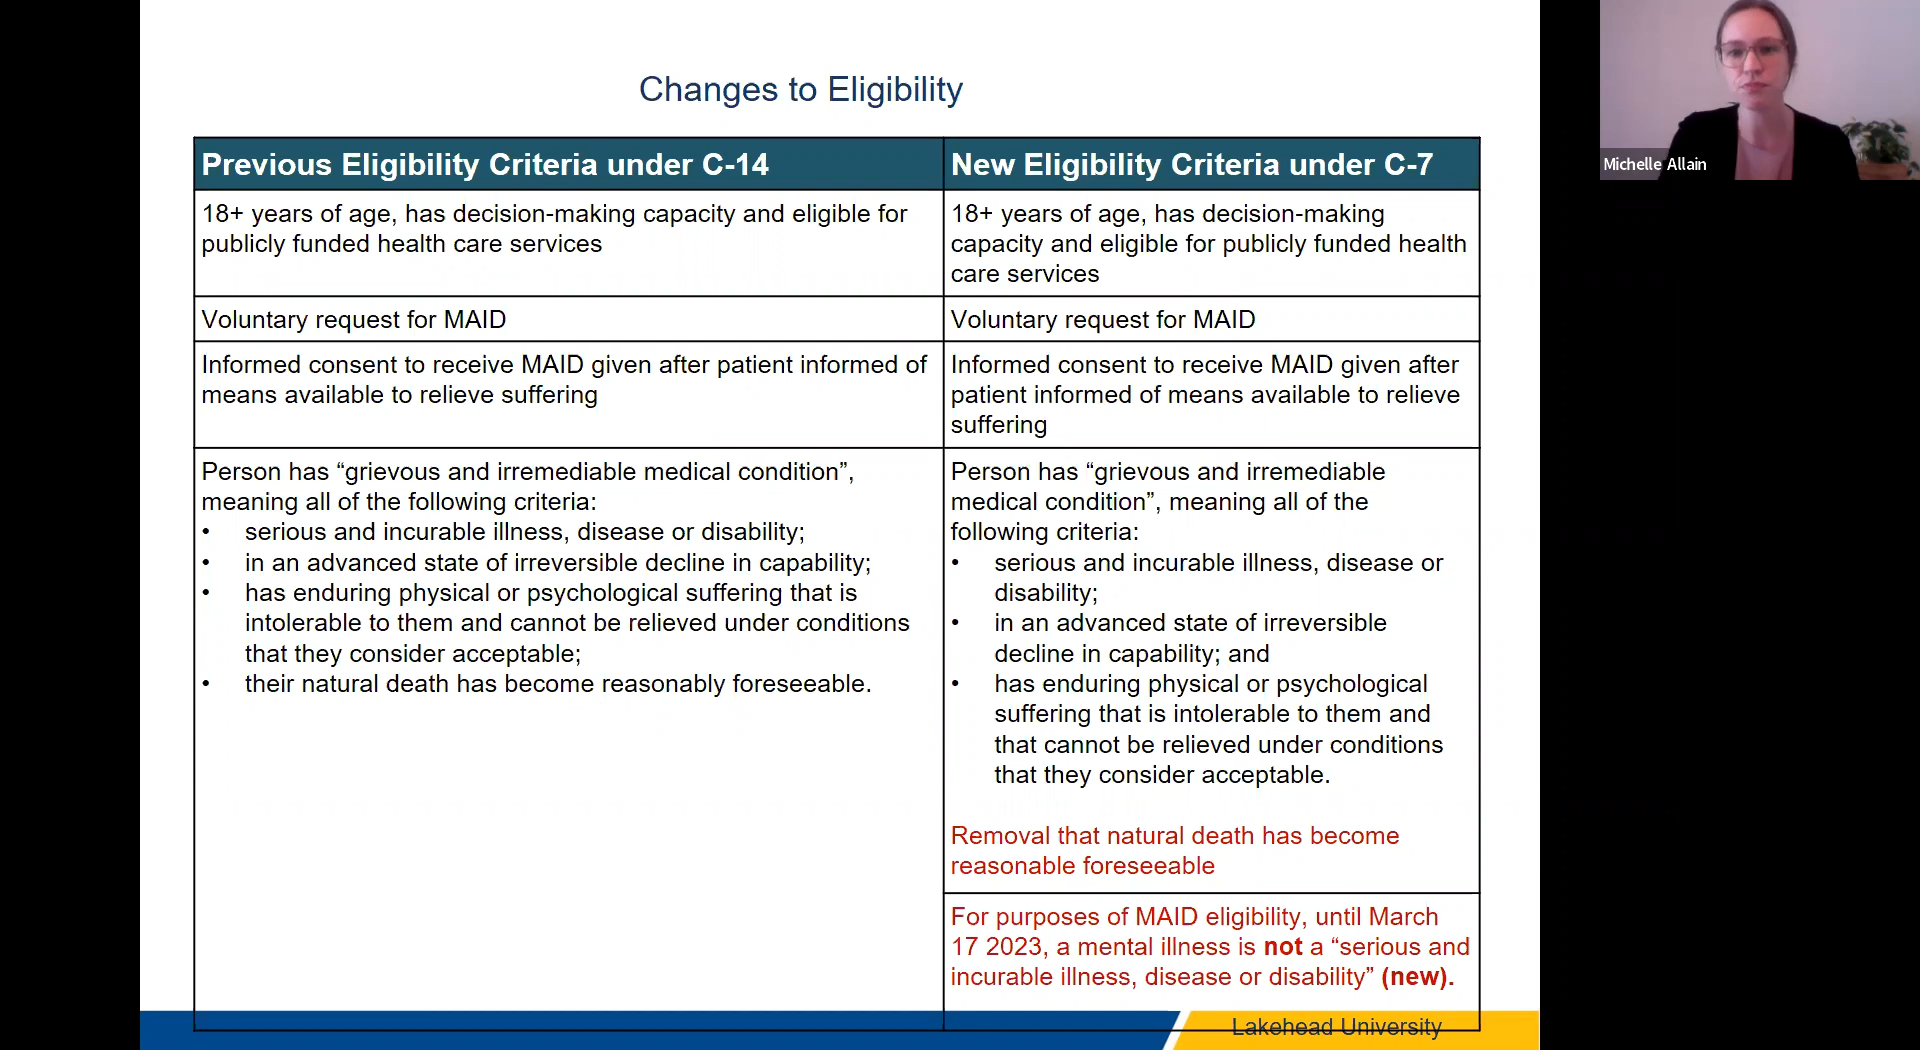 Changes to Eligibility
Previous Eligibility Criteria under C-14
New Eligibility Criteria under C-7
18+ years of age, has decision-making capacity and eligible for
publicly funded health care services
18+ years of age, has decision-making
capacity and eligible for publicly funded health
care services
Voluntary request for MAID
Voluntary request for MAID
Informed consent to receive MAID given after patient informed of
means available to relieve suffering
Informed consent to receive MAID given after
patient informed of means available to relieve
suffering
Person has “grievous and irremediable medical condition”,
meaning all of the following criteria:
• serious and incurable illness, disease or disability;
• in an advanced state of irreversible decline in capability;
• has enduring physical or psychological suffering that is
intolerable to them and cannot be relieved under conditions
that they consider acceptable;
• their natural death has become reasonably foreseeable.
Person has “grievous and irremediable
medical condition”, meaning all of the
following criteria:
• serious and incurable illness, disease or
disability;
• in an advanced state of irreversible
decline in capability; and
• has enduring physical or psychological
suffering that is intolerable to them and
that cannot be relieved under conditions
that they consider acceptable.
Removal that natural death has become
reasonable foreseeable
For purposes of MAID eligibility, until March
17 2023, a mental illness is not a “serious and
incurable illness, disease or disability” (new).
Lakehead University
Michelle Allain